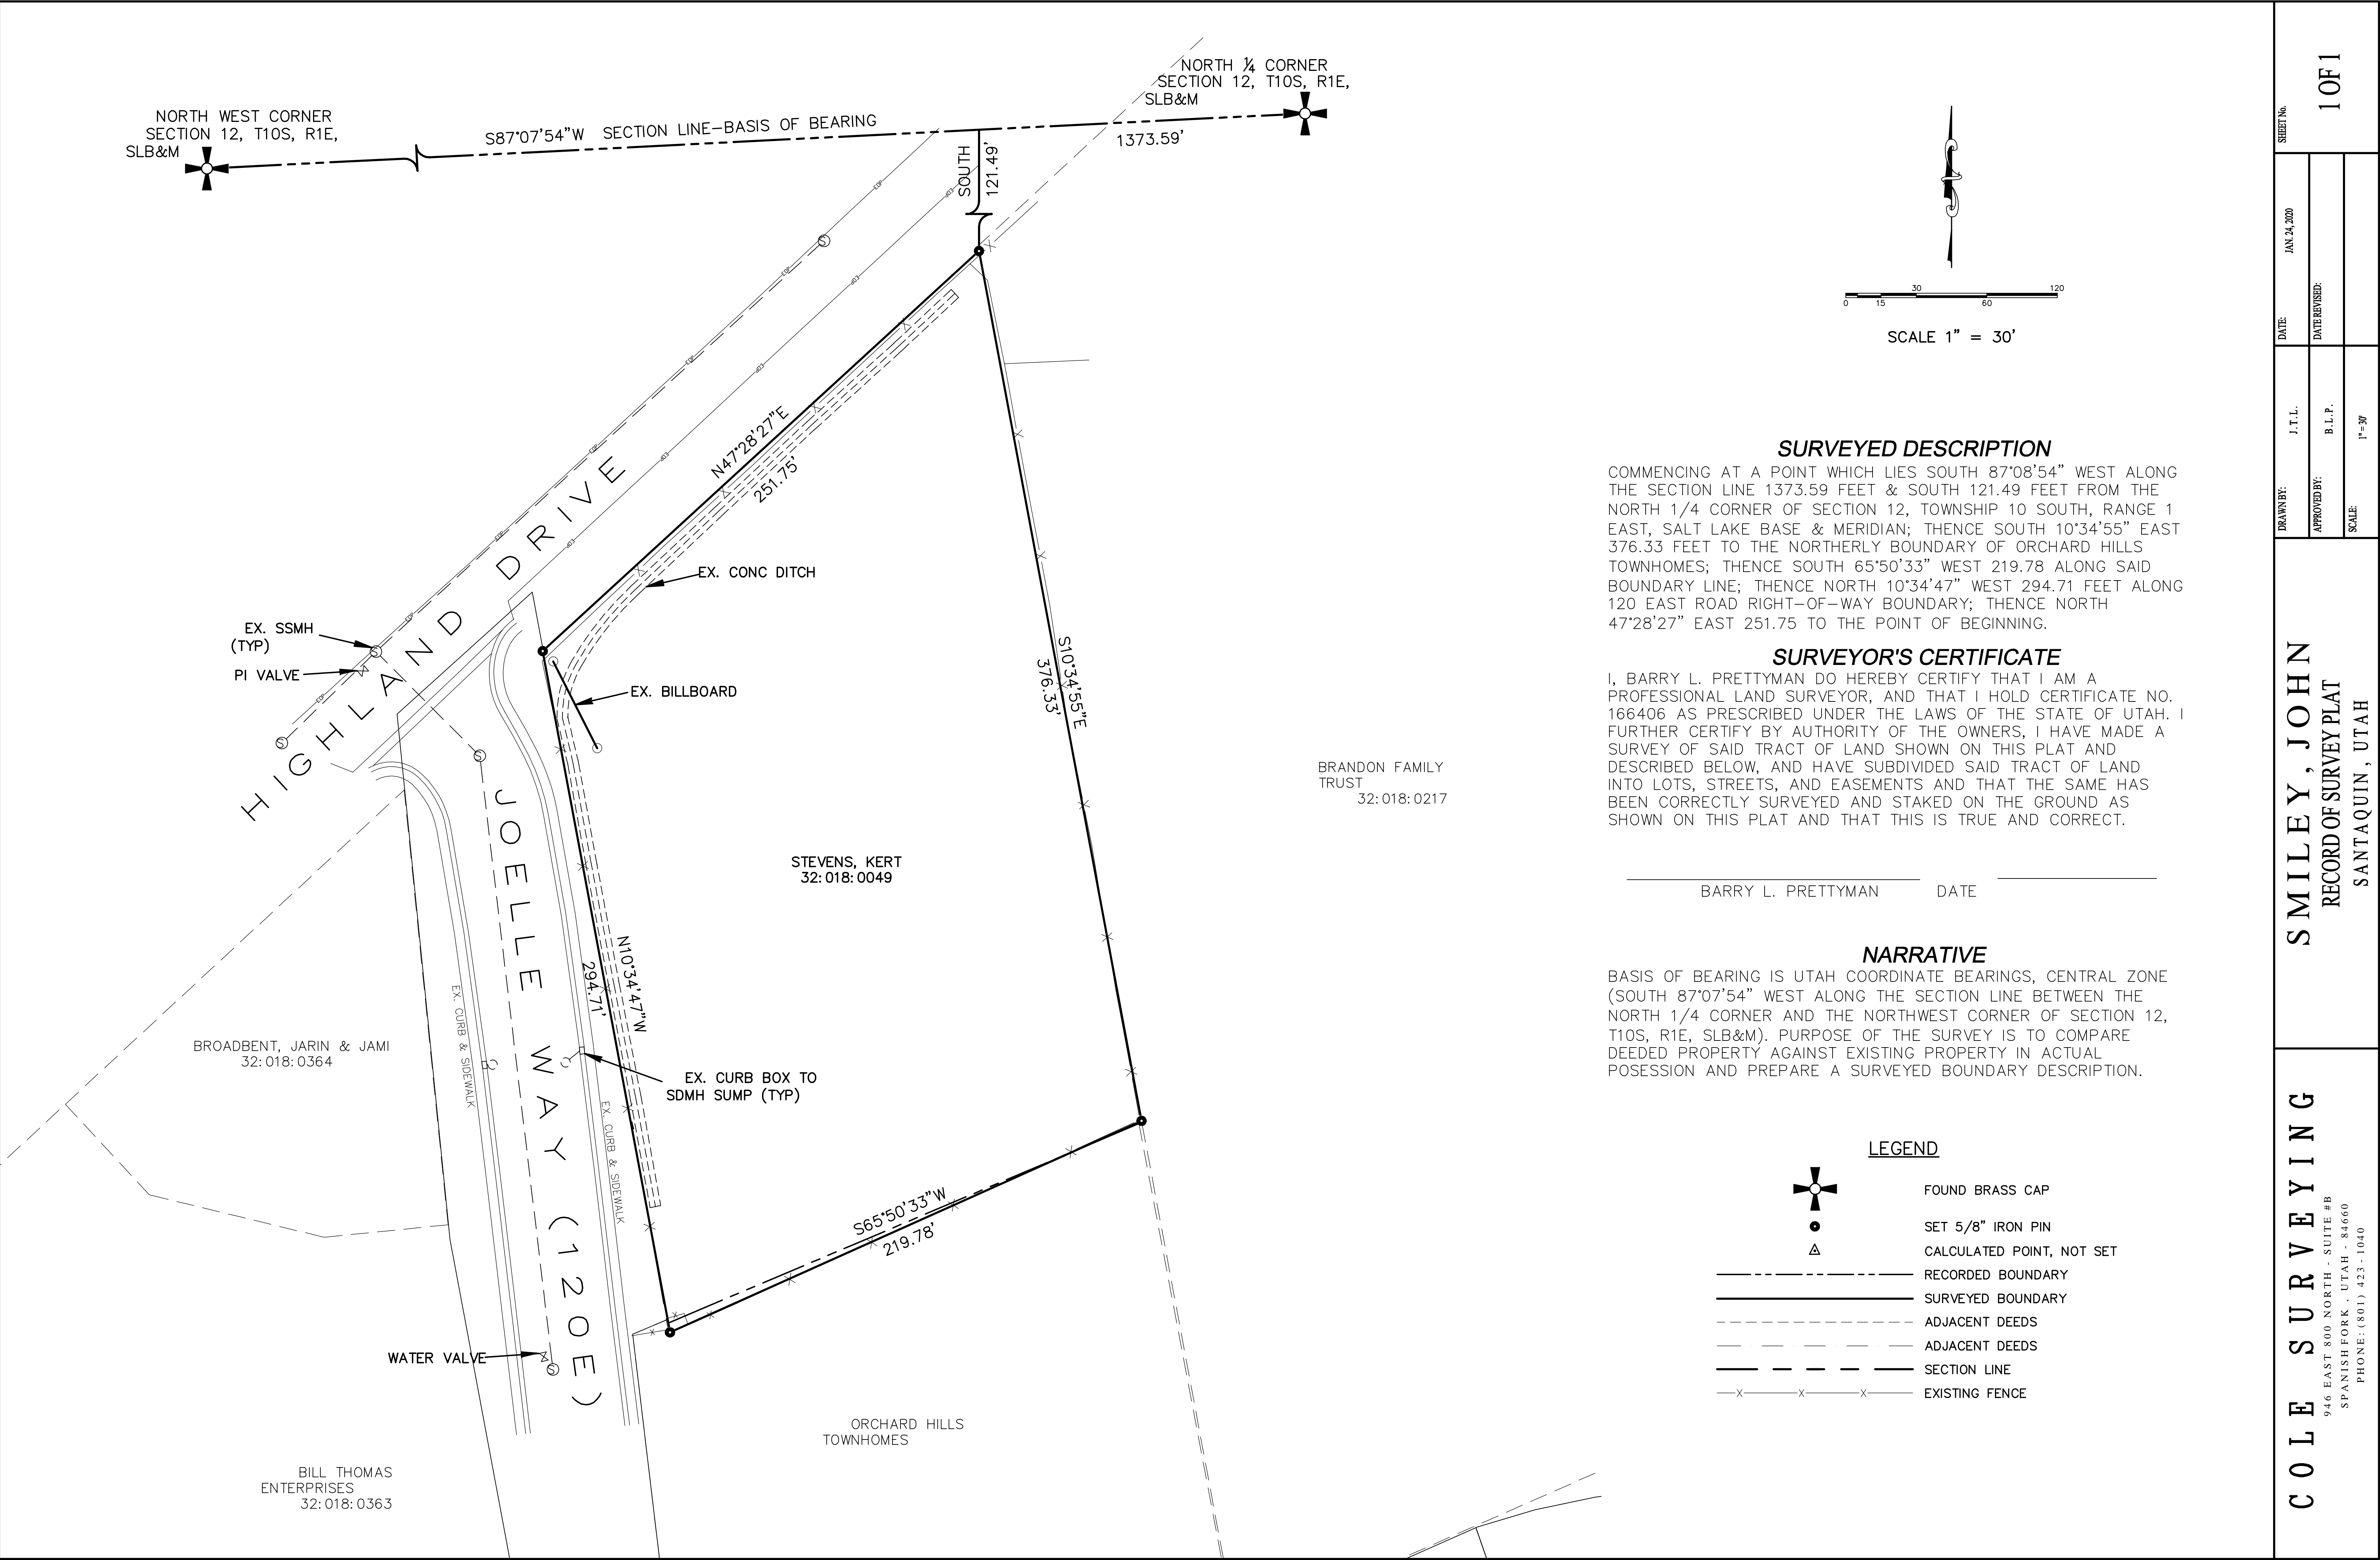 NORTH WEST CORNER
SECTION 12, T10S, R1E,
SLB&M
S87°07'54"W SECTION LINE-BASIS OF BEARING
NORTH 1/4 CORNER
SECTION 12, T10S, R1E,
SLB&M
1373.59'
SOUTH
121.49'
N47°28'27"E
251.75'
HIGHLAND DRIVE
EX. CONC DITCH
EX. SSMH
(TYP)
PI VALVE
EX. BILLBOARD
S10°34'55"E
376.33'
BRANDON FAMILY
TRUST
32:018:0217
STEVENS, KERT
32:018:0049
JOELLE WAY (120E)
N10°34'47"W
294.71'
EX. CURB & SIDEWALK
BROADBENT, JARIN & JAMI
32:018:0364
EX. CURB BOX TO
SDMH SUMP (TYP)
EX. CURB & SIDEWALK
S65°50'33"W
219.78'
WATER VALVE
ORCHARD HILLS
TOWNHOMES
BILL THOMAS
ENTERPRISES
32:018:0363
30 120
0 15 60
SCALE 1" = 30'
SURVEYED DESCRIPTION
COMMENCING AT A POINT WHICH LIES SOUTH 87°08'54" WEST ALONG
THE SECTION LINE 1373.59 FEET & SOUTH 121.49 FEET FROM THE
NORTH 1/4 CORNER OF SECTION 12, TOWNSHIP 10 SOUTH, RANGE 1
EAST, SALT LAKE BASE & MERIDIAN; THENCE SOUTH 10°34'55" EAST
376.33 FEET TO THE NORTHERLY BOUNDARY OF ORCHARD HILLS
TOWNHOMES; THENCE SOUTH 65°50'33" WEST 219.78 ALONG SAID
BOUNDARY LINE; THENCE NORTH 10°34'47" WEST 294.71 FEET ALONG
120 EAST ROAD RIGHT-OF-WAY BOUNDARY; THENCE NORTH
47°28'27" EAST 251.75 TO THE POINT OF BEGINNING.
SURVEYOR'S CERTIFICATE
I, BARRY L. PRETTYMAN DO HEREBY CERTIFY THAT I AM A
PROFESSIONAL LAND SURVEYOR, AND THAT I HOLD CERTIFICATE NO.
166406 AS PRESCRIBED UNDER THE LAWS OF THE STATE OF UTAH. I
FURTHER CERTIFY BY AUTHORITY OF THE OWNERS, I HAVE MADE A
SURVEY OF SAID TRACT OF LAND SHOWN ON THIS PLAT AND
DESCRIBED BELOW, AND HAVE SUBDIVIDED SAID TRACT OF LAND
INTO LOTS, STREETS, AND EASEMENTS AND THAT THE SAME HAS
BEEN CORRECTLY SURVEYED AND STAKED ON THE GROUND AS
SHOWN ON THIS PLAT AND THAT THIS IS TRUE AND CORRECT.
BARRY L. PRETTYMAN DATE
NARRATIVE
BASIS OF BEARING IS UTAH COORDINATE BEARINGS, CENTRAL ZONE
(SOUTH 87°07'54" WEST ALONG THE SECTION LINE BETWEEN THE
NORTH 1/4 CORNER AND THE NORTHWEST CORNER OF SECTION 12,
T10S, R1E, SLB&M). PURPOSE OF THE SURVEY IS TO COMPARE
DEEDED PROPERTY AGAINST EXISTING PROPERTY IN ACTUAL
POSESSION AND PREPARE A SURVEYED BOUNDARY DESCRIPTION.
LEGEND
FOUND BRASS CAP
SET 5/8" IRON PIN
CALCULATED POINT, NOT SET
RECORDED BOUNDARY
SURVEYED BOUNDARY
ADJACENT DEEDS
ADJACENT DEEDS
SECTION LINE
EXISTING FENCE
SHEET No.
1 OF 1
DATE: JAN. 24, 2020
DATE REVISED:
DRAWN BY: J.T.L.
APPROVED BY: B.L.P.
SCALE: 1" = 30'
SMILEY, JOHN
RECORD OF SURVEY PLAT
SANTAQUIN, UTAH
COLE SURVEYING
946 EAST 800 NORTH - SUITE #B
SPANISH FORK, UTAH - 84660
PHONE: (801) 423-1040